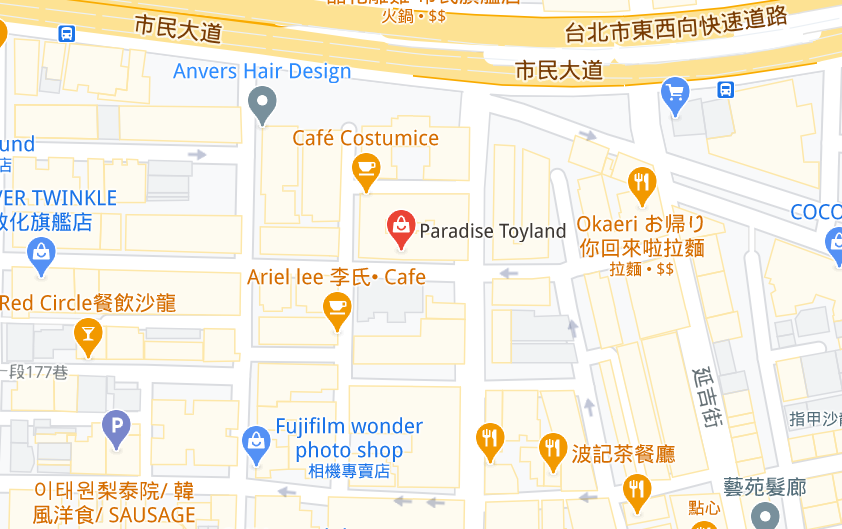 火鍋 • $$
市民大道
台北市東西向快速道路
市民大道
Anvers Hair Design
Café Costumice
und
店
VER TWINKLE
敦化旗艦店
Paradise Toyland
Okaeri お帰り
你回來啦拉麵
拉麵 • $$
COCO
Ariel lee 李氏• Cafe
Red Circle餐飲沙龍
一段177巷
延吉街
P
Fujifilm wonder
photo shop
相機專賣店
波記茶餐廳
指甲沙龍
이태원梨泰院/ 韓
風洋食/ SAUSAGE
藝苑髮廊
點心